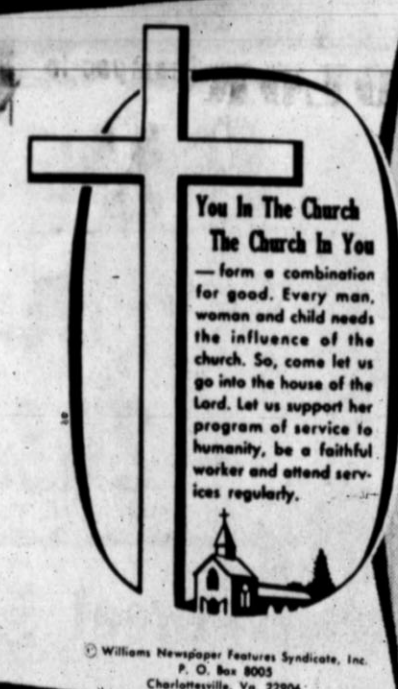 You In The Church
The Church In You
— form a combination
for good. Every man,
woman and child needs
the influence of the
church. So, come let us
go into the house of the
Lord. Let us support her
program of service to
humanity, be a faithful
worker and attend serv-
ices regularly.
© Williams Newspaper Features Syndicate, Inc.
P. O. Box 8005
Charlottesville, Va. 22906